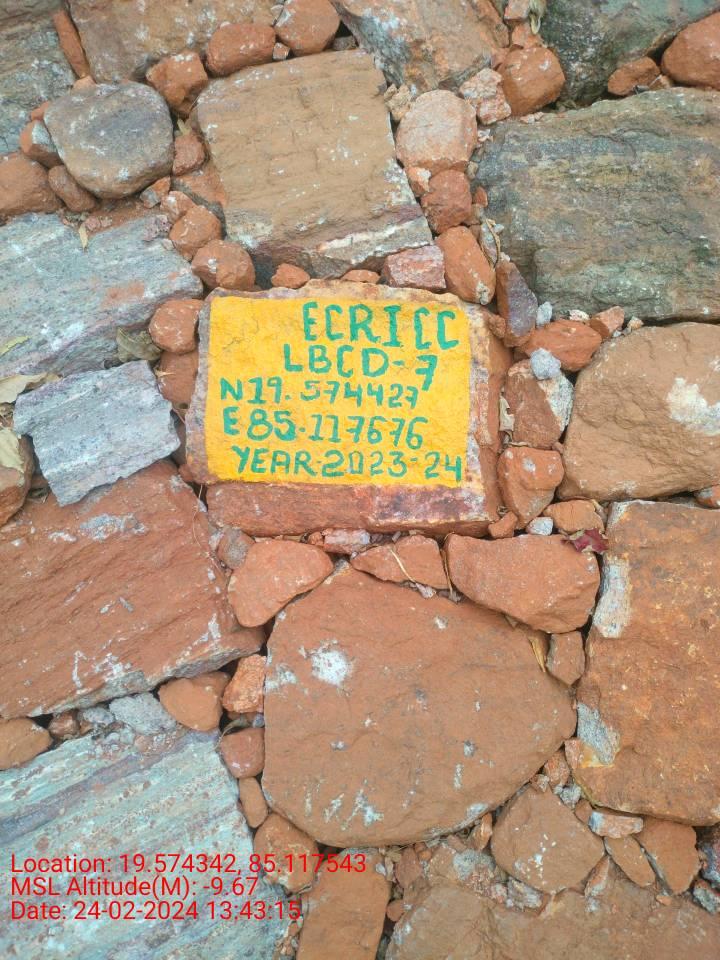 ECRICC
LBCD-7
N19.574427
E85.117676
YEAR-2023-24
Location: 19.574342, 85.117543
MSL Altitude(M): -9.67
Date: 24-02-2024 13:43:15